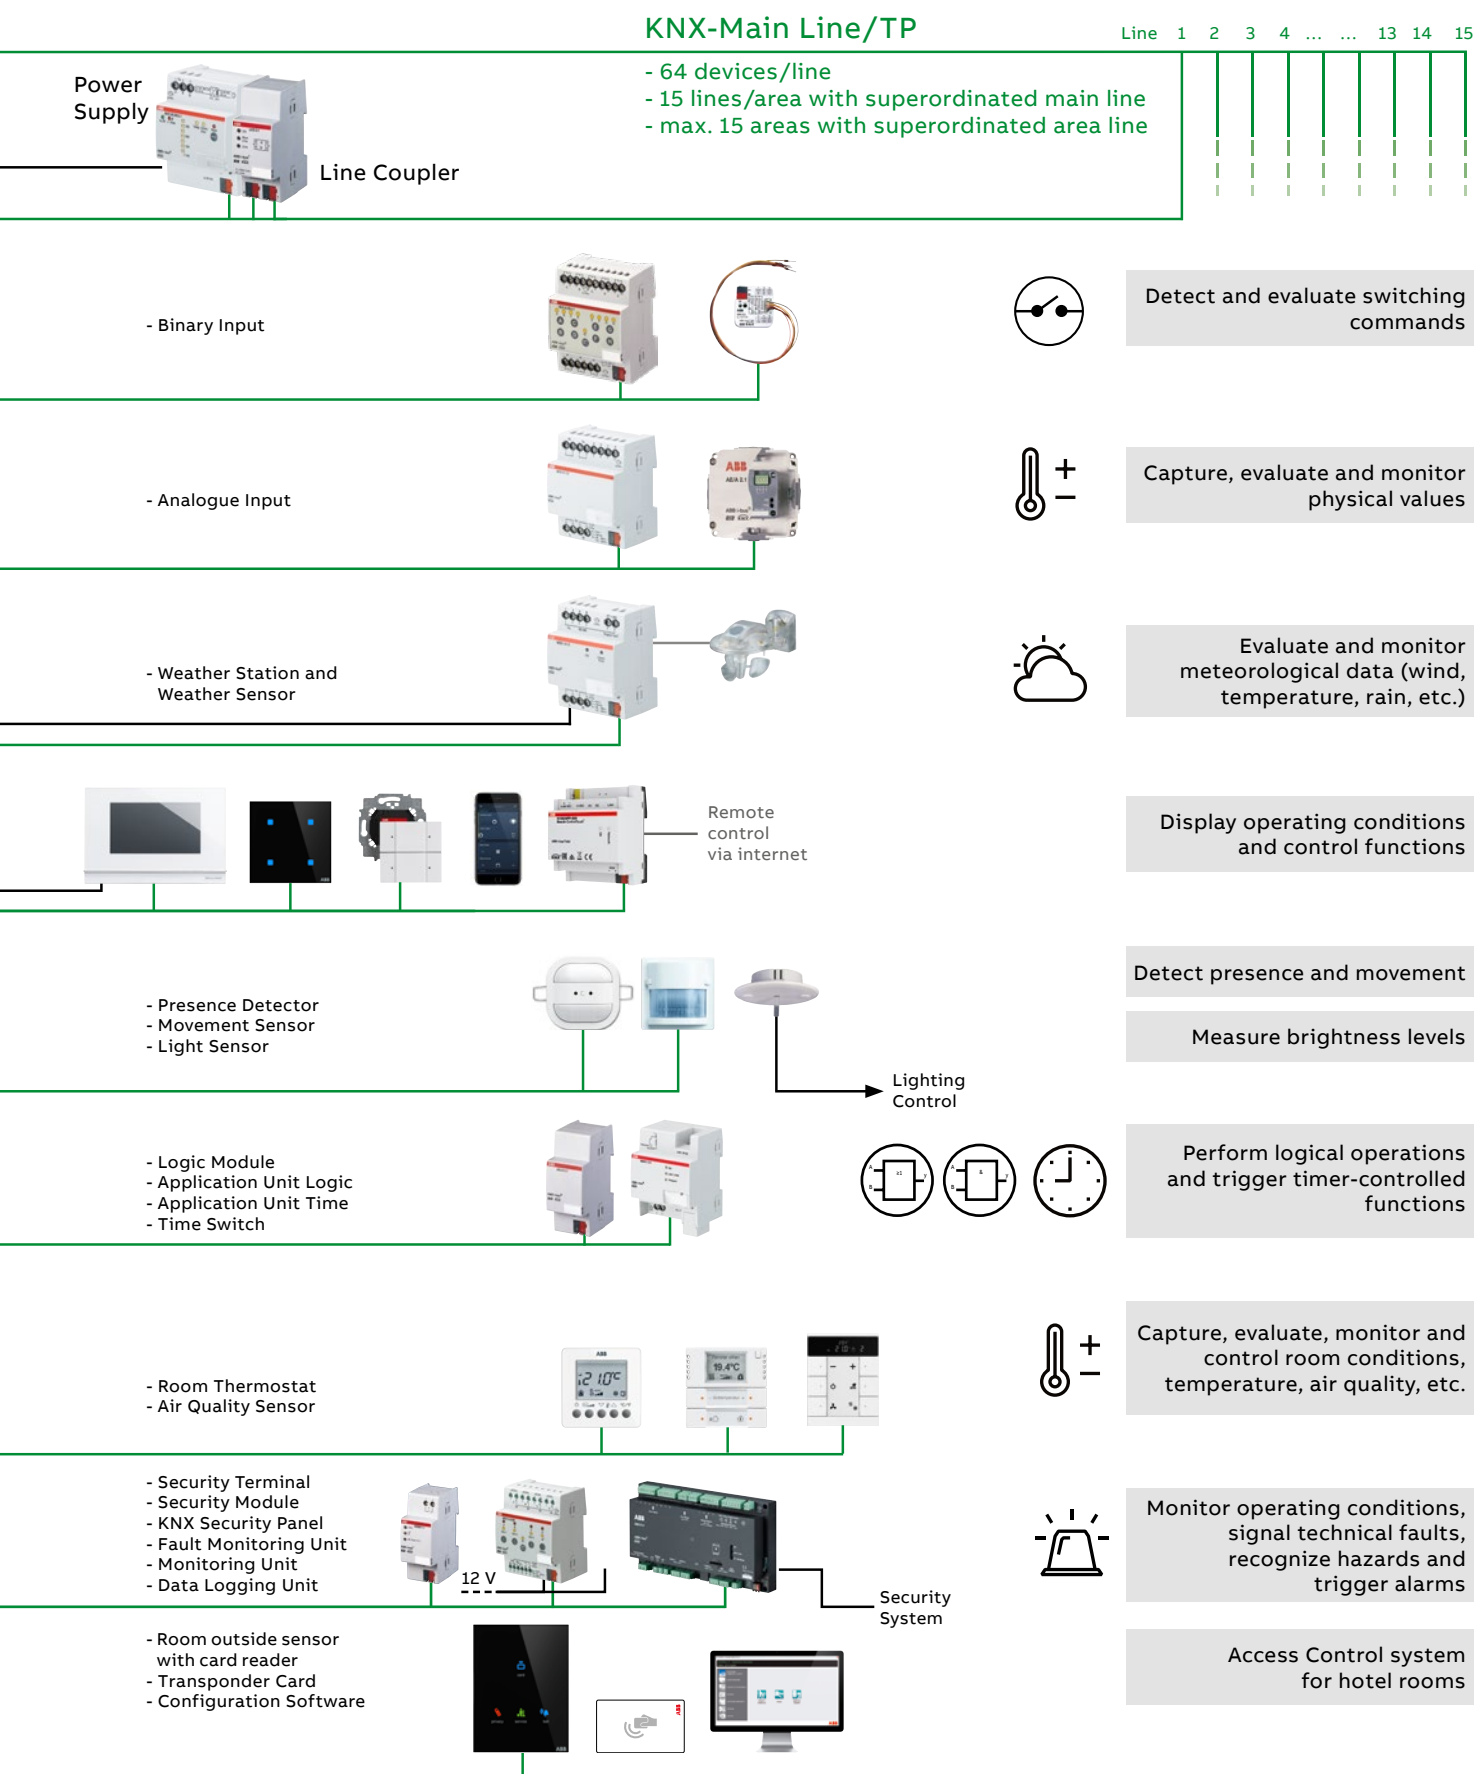 KNX-Main Line/TP
Line 1 2 3 4 ... ... 13 14 15
- 64 devices/line
- 15 lines/area with superordinated main line
- max. 15 areas with superordinated area line
Power
Supply
Line Coupler
- Binary Input
Detect and evaluate switching
commands
- Analogue Input
ABB
Capture, evaluate and monitor
physical values
- Weather Station and
Weather Sensor
Evaluate and monitor
meteorological data (wind,
temperature, rain, etc.)
Remote
control
via internet
Display operating conditions
and control functions
- Presence Detector
- Movement Sensor
- Light Sensor
Detect presence and movement
Measure brightness levels
Lighting
Control
- Logic Module
- Application Unit Logic
- Application Unit Time
- Time Switch
A
B
≥1
y
A
B
&
y
Perform logical operations
and trigger timer-controlled
functions
- Room Thermostat
- Air Quality Sensor
ABB
19.4°C
Capture, evaluate, monitor and
control room conditions,
temperature, air quality, etc.
- Security Terminal
- Security Module
- KNX Security Panel
- Fault Monitoring Unit
- Monitoring Unit
- Data Logging Unit
12 V
Security
System
Monitor operating conditions,
signal technical faults,
recognize hazards and
trigger alarms
- Room outside sensor
with card reader
- Transponder Card
- Configuration Software
ABB
ABB
Access Control system
for hotel rooms